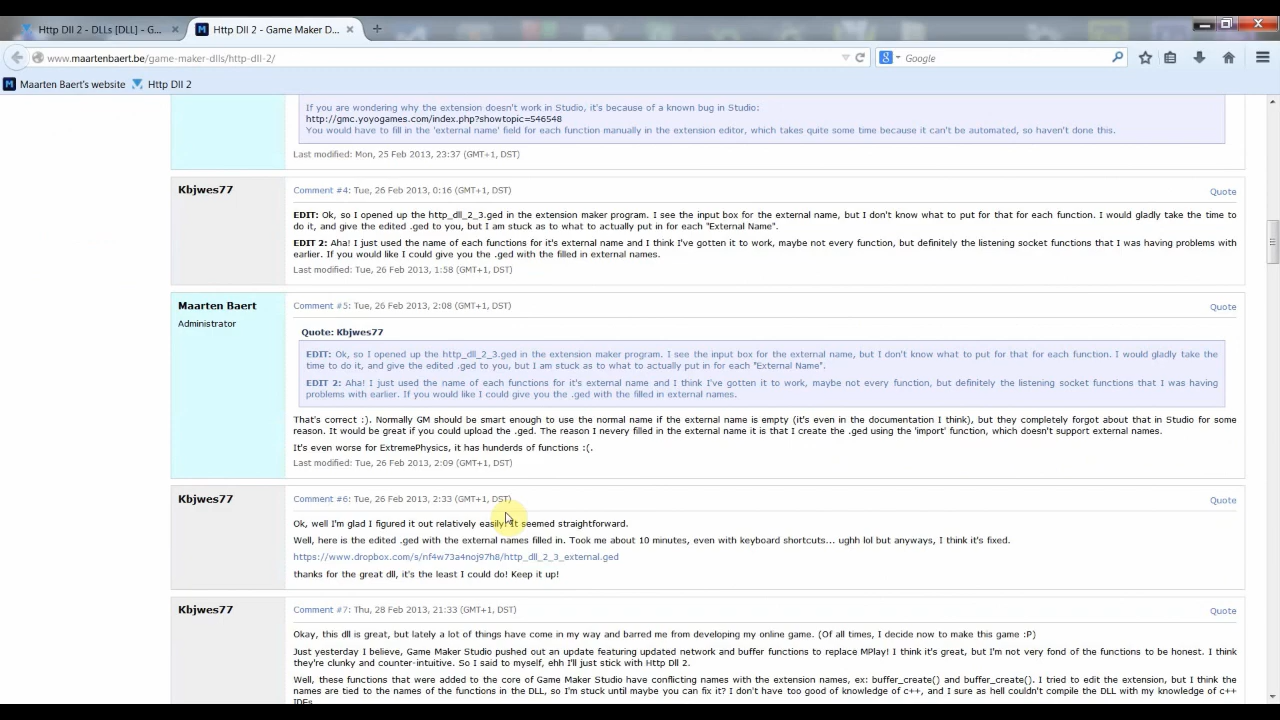 Http Dll 2 - DLLs [DLL] - G... ×
Http Dll 2 - Game Maker D... ×
www.maartenbaert.be/game-maker-dlls/http-dll-2/
Google
Maarten Baert's website
Http Dll 2
If you are wondering why the extension doesn't work in Studio, it's because of a known bug in Studio:
http://gmc.yoyogames.com/index.php?showtopic=546548
You would have to fill in the 'external name' field for each function manually in the extension editor, which takes quite some time because it can't be automated, so haven't done this.
Last modified: Mon, 25 Feb 2013, 23:37 (GMT+1, DST)
Kbjwes77
Comment #4: Tue, 26 Feb 2013, 0:16 (GMT+1, DST)
Quote
EDIT: Ok, so I opened up the http_dll_2_3.ged in the extension maker program. I see the input box for the external name, but I don't know what to put for that for each function. I would gladly take the time to
do it, and give the edited .ged to you, but I am stuck as to what to actually put in for each "External Name".
EDIT 2: Aha! I just used the name of each functions for it's external name and I think I've gotten it to work, maybe not every function, but definitely the listening socket functions that I was having problems with
earlier. If you would like I could give you the .ged with the filled in external names.
Last modified: Tue, 26 Feb 2013, 1:58 (GMT+1, DST)
Maarten Baert
Administrator
Comment #5: Tue, 26 Feb 2013, 2:08 (GMT+1, DST)
Quote
Quote: Kbjwes77
EDIT: Ok, so I opened up the http_dll_2_3.ged in the extension maker program. I see the input box for the external name, but I don't know what to put for that for each function. I would gladly take the
time to do it, and give the edited .ged to you, but I am stuck as to what to actually put in for each "External Name".
EDIT 2: Aha! I just used the name of each functions for it's external name and I think I've gotten it to work, maybe not every function, but definitely the listening socket functions that I was having
problems with earlier. If you would like I could give you the .ged with the filled in external names.
That's correct :). Normally GM should be smart enough to use the normal name if the external name is empty (it's even in the documentation I think), but they completely forgot about that in Studio for some
reason. It would be great if you could upload the .ged. The reason I nevery filled in the external name it is that I create the .ged using the 'import' function, which doesn't support external names.
It's even worse for ExtremePhysics, it has hunderds of functions :(.
Last modified: Tue, 26 Feb 2013, 2:09 (GMT+1, DST)
Kbjwes77
Comment #6: Tue, 26 Feb 2013, 2:33 (GMT+1, DST)
Quote
Ok, well I'm glad I figured it out relatively easily. It seemed straightforward.
Well, here is the edited .ged with the external names filled in. Took me about 10 minutes, even with keyboard shortcuts... ughh lol but anyways, I think it's fixed.
https://www.dropbox.com/s/nf4w73a4noj97h8/http_dll_2_3_external.ged
thanks for the great dll, it's the least I could do! Keep it up!
Kbjwes77
Comment #7: Thu, 28 Feb 2013, 21:33 (GMT+1, DST)
Quote
Okay, this dll is great, but lately a lot of things have come in my way and barred me from developing my online game. (Of all times, I decide now to make this game :P)
Just yesterday I believe, Game Maker Studio pushed out an update featuring updated network and buffer functions to replace MPlay! I think it's great, but I'm not very fond of the functions to be honest. I think
they're clunky and counter-intuitive. So I said to myself, ehh I'll just stick with Http Dll 2.
Well, these functions that were added to the core of Game Maker Studio have conflicting names with the extension names, ex: buffer_create() and buffer_create(). I tried to edit the extension, but I think the
names are tied to the names of the functions in the DLL, so I'm stuck until maybe you can fix it? I don't have too good of knowledge of c++, and I sure as hell couldn't compile the DLL with my knowledge of c++
IDEs